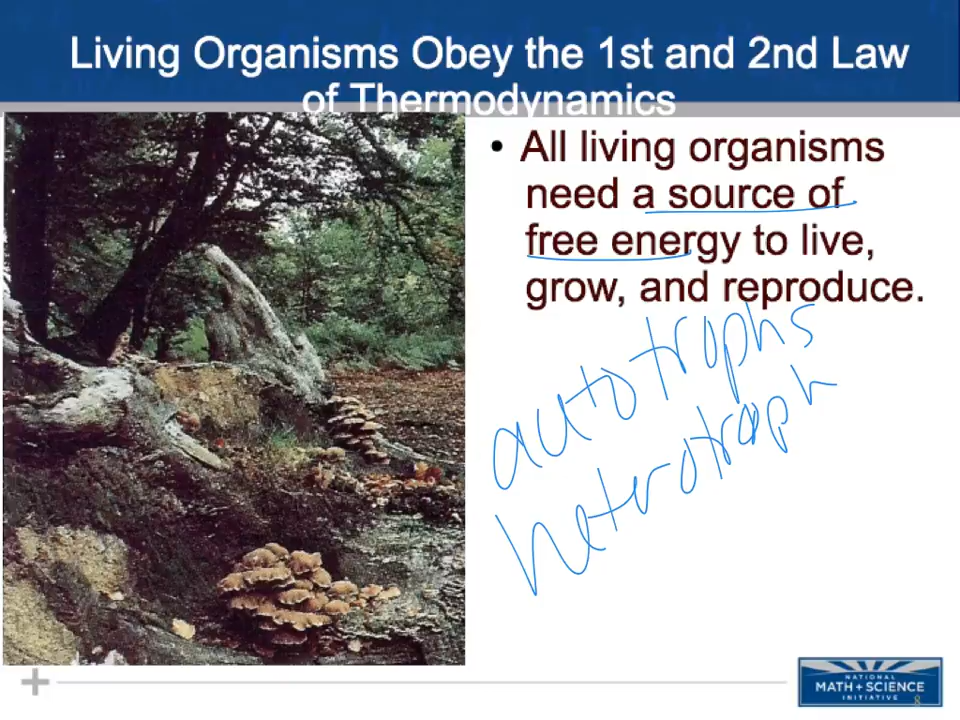 Living Organisms Obey the 1st and 2nd Law
of Thermodynamics
• All living organisms
need a source of
free energy to live,
grow, and reproduce.
autotrophs
heterotroph
NATIONAL
MATH + SCIENCE
INITIATIVE
8